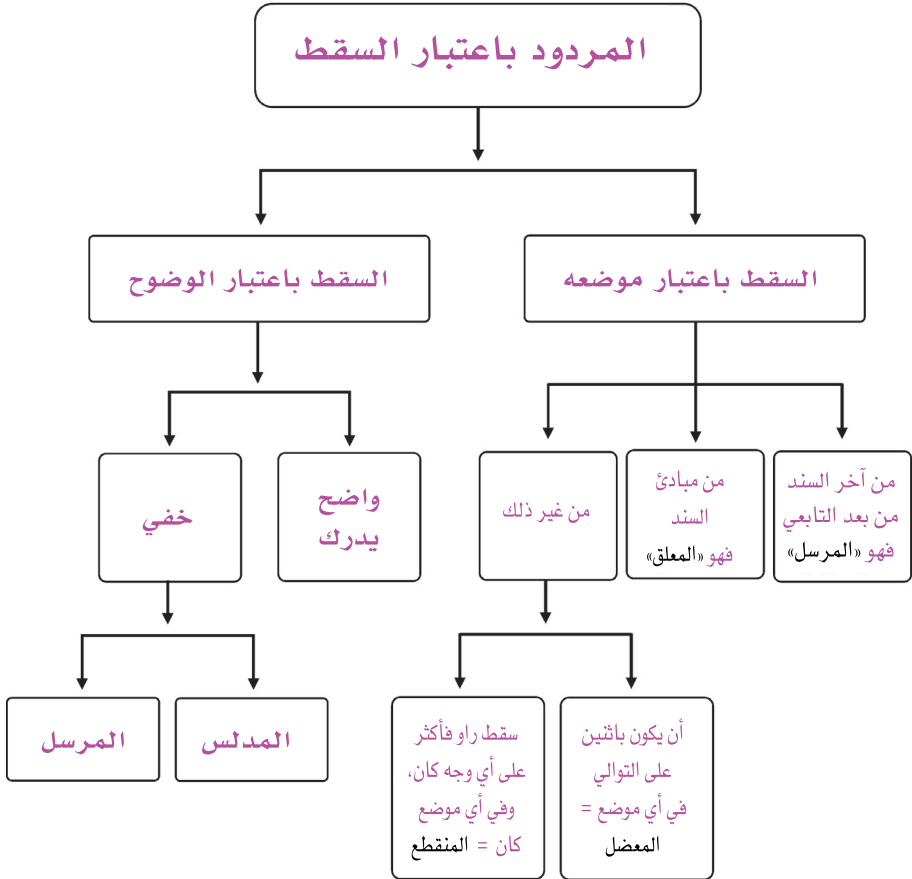 المردود باعتبار السقط
السقط باعتبار موضعه
السقط باعتبار الوضوح
من آخر السند
من بعد التابعي
فهو «المرسل»
من مبادئ
السند
فهو «المعلق»
من غير ذلك
واضح
يدرك
خفي
أن يكون باثنين
على التوالي
في أي موضع =
المعضل
سقط راو فأكثر
على أي وجه كان،
وفي أي موضع
كان = المنقطع
المدلس
المرسل